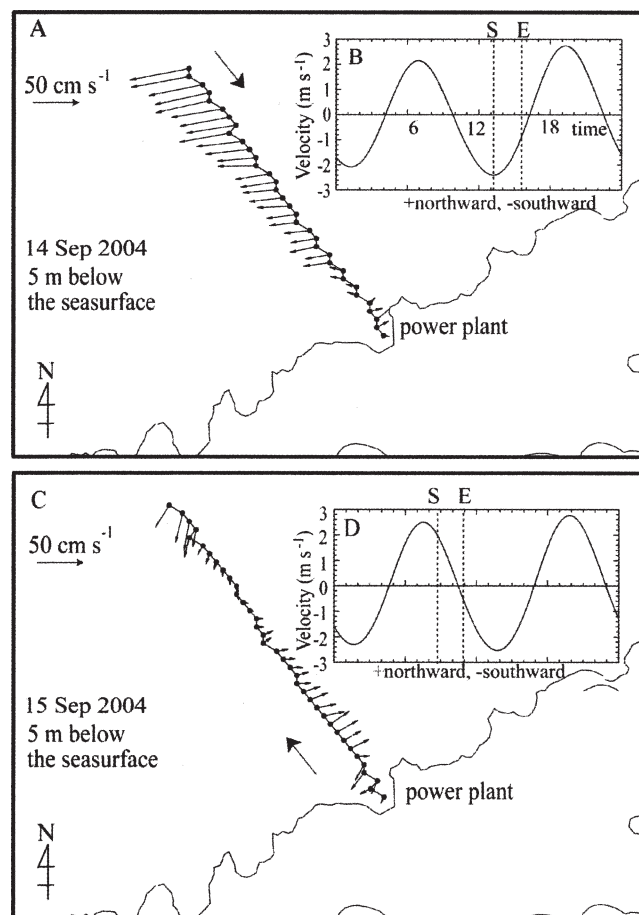 A
50 cm s⁻¹
14 Sep 2004
5 m below
the seasurface
N
power plant
S E
B
Velocity (m s⁻¹)
3
2
1
0
-1
-2
-3
6 12 18 time
+northward, -southward
C
50 cm s⁻¹
15 Sep 2004
5 m below
the seasurface
N
power plant
S E
D
Velocity (m s⁻¹)
3
2
1
0
-1
-2
-3
+northward, -southward